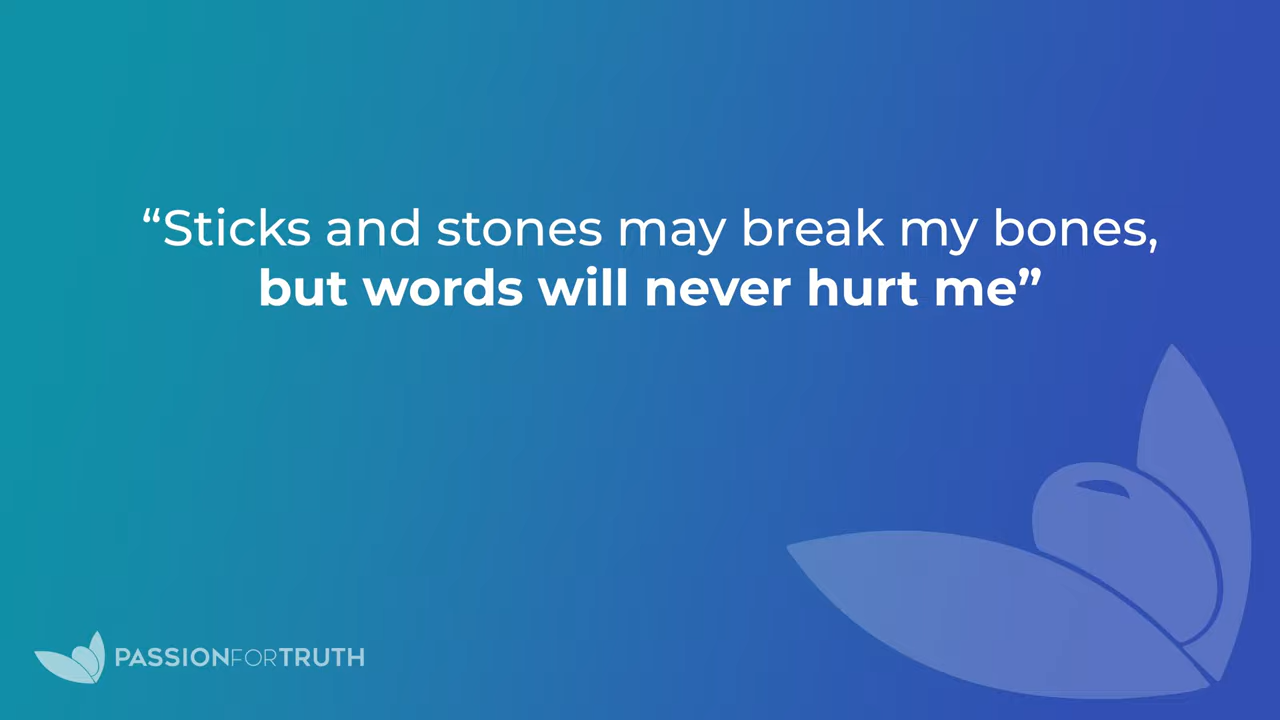 “Sticks and stones may break my bones,
but words will never hurt me”
PASSIONFORTRUTH